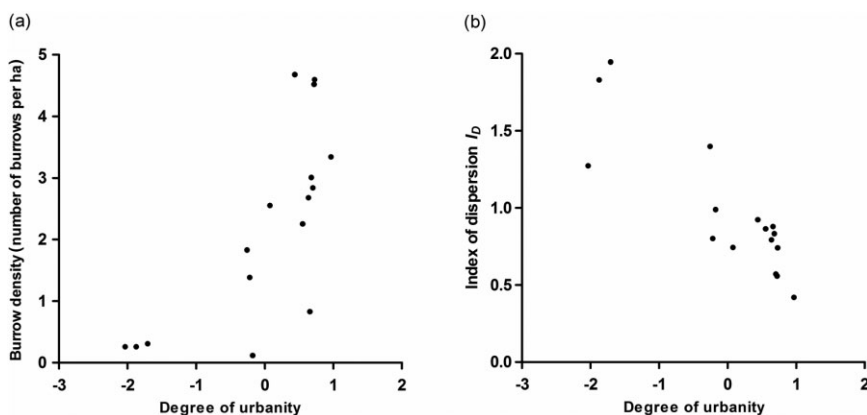 (a)
Burrow density (number of burrows per ha)
5
4
3
2
1
0
-3 -2 -1 0 1 2
Degree of urbanity
(b)
Index of dispersion I_D
2.0
1.5
1.0
0.5
0.0
-3 -2 -1 0 1 2
Degree of urbanity